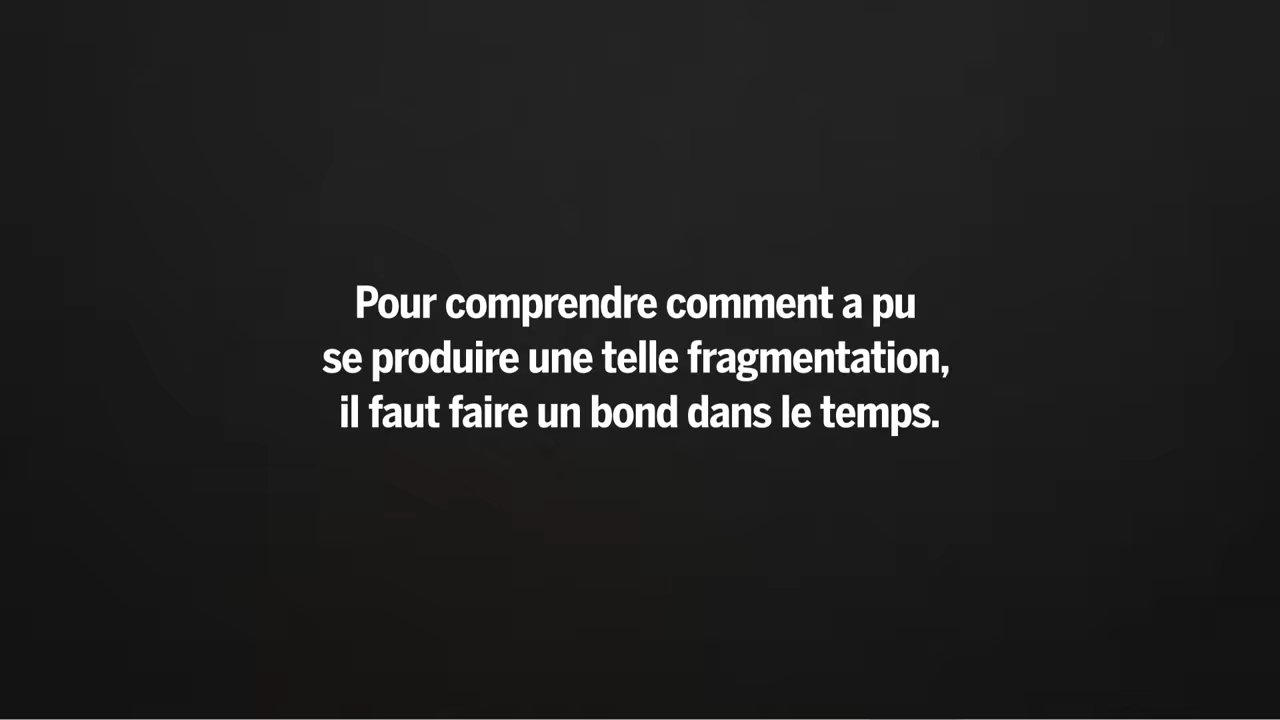 Pour comprendre comment a pu
se produire une telle fragmentation,
il faut faire un bond dans le temps.